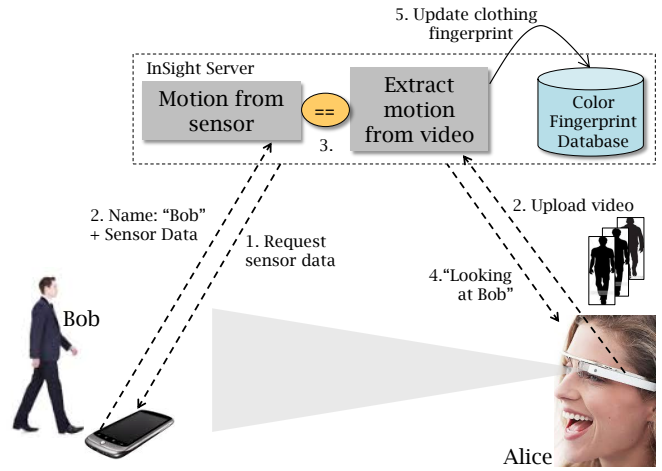 5. Update clothing
fingerprint
InSight Server
Motion from
sensor
==
3.
Extract
motion
from video
Color
Fingerprint
Database
2. Name: “Bob”
+ Sensor Data
1. Request
sensor data
2. Upload video
4.“Looking
at Bob”
Bob
Alice